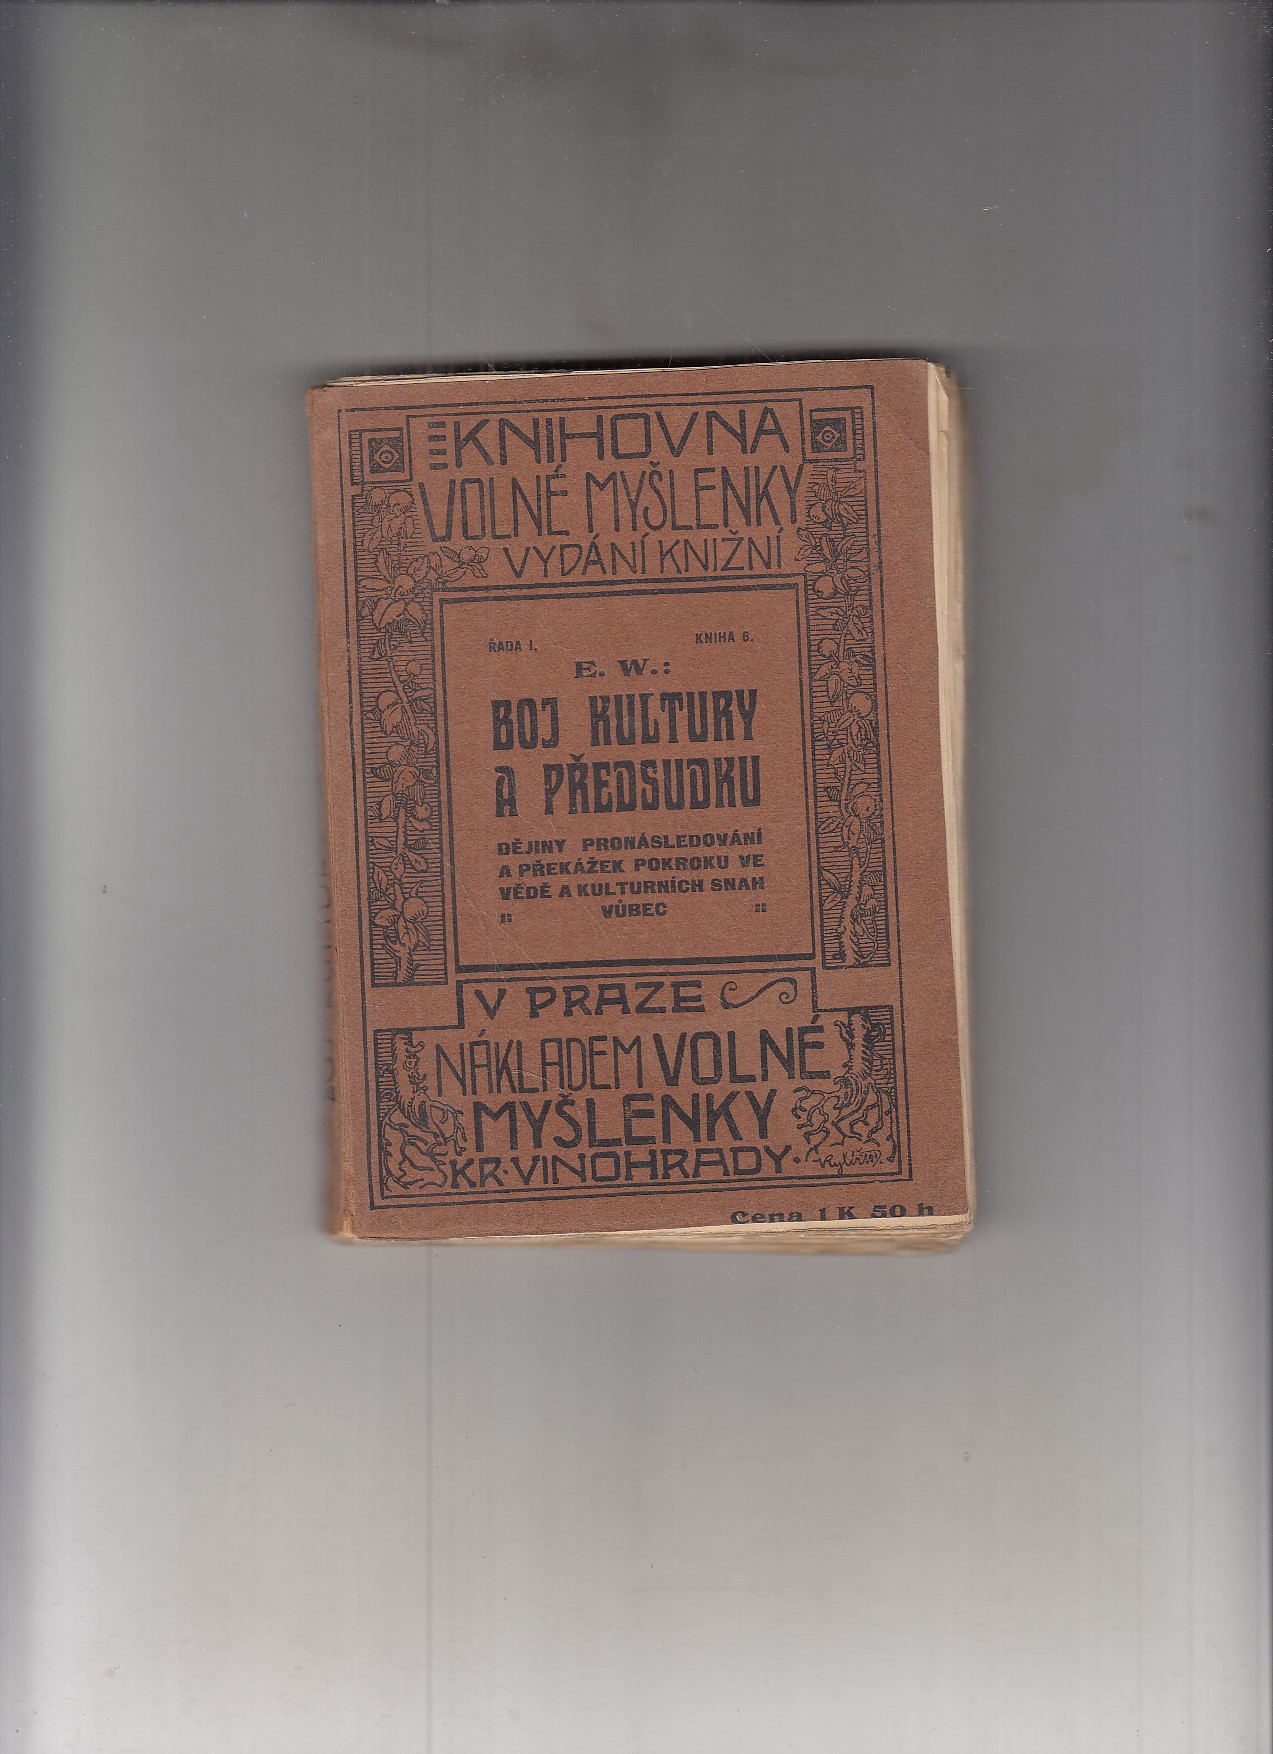 KNIHOVNA
VOLNÉ MYŠLENKY
VYDÁNÍ KNIŽNÍ
ŘADA I. KNIHA 6.
E. W.:
BOJ KULTURY
A PŘEDSUDKU
DĚJINY PRONÁSLEDOVÁNÍ
A PŘEKÁŽEK POKROKU VE
VĚDĚ A KULTURNÍCH SNAH
VŮBEC
V PRAZE
NÁKLADEM VOLNÉ
MYŠLENKY
KR. VINOHRADY.
Cena 1 K 50 h